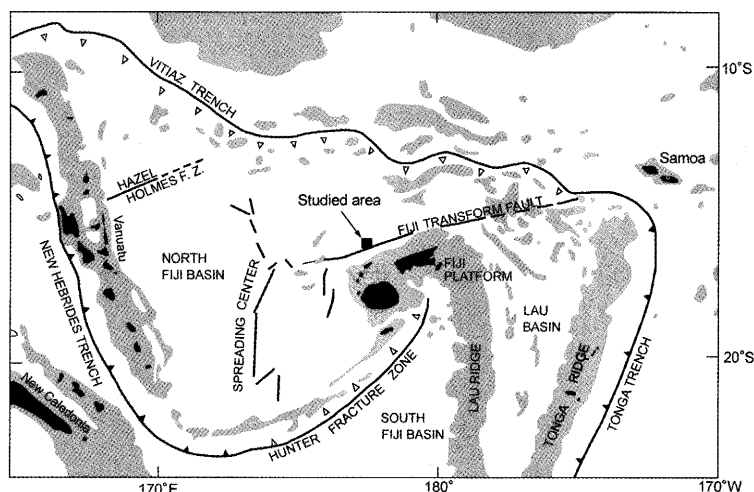 10°S
VITIAZ TRENCH
Samoa
HAZEL
HOLMES F. Z.
Studied area
FIJI TRANSFORM FAULT
Vanuatu
NORTH
FIJI BASIN
FIJI
PLATFORM
NEW HEBRIDES TRENCH
SPREADING CENTER
LAU
BASIN
20°S
New Caledonia
HUNTER FRACTURE ZONE
SOUTH
FIJI BASIN
LAU RIDGE
TONGA RIDGE
TONGA TRENCH
170°E
180°
170°W